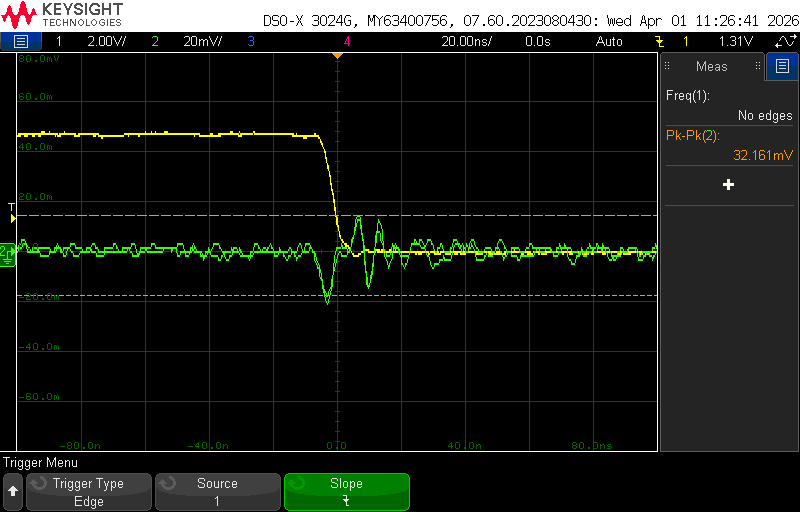 KEYSIGHT
TECHNOLOGIES
DSO-X 3024G, MY63400756, 07.60.2023080430: Wed Apr 01 11:26:41 2026
1 2.00V/ 2 20mV/ 3 4 20.00ns/ 0.0s Auto 1 1.31V
80.0mV
60.0m
40.0m
20.0m
-20.0m
-40.0m
-60.0m
-80.0n -40.0n 0.0 40.0n 80.0ns
T
2
Meas
Freq(1):
No edges
Pk-Pk(2):
32.161mV
Trigger Menu
Trigger Type
Edge
Source
1
Slope